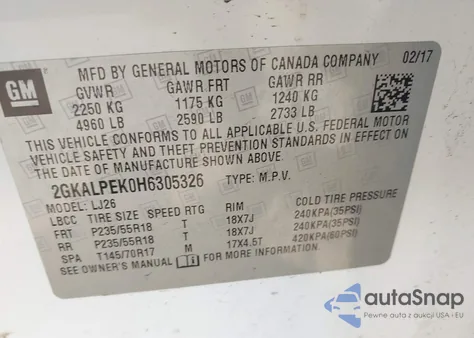 GM
MFD BY GENERAL MOTORS OF CANADA COMPANY 02/17
GVWR GAWR FRT GAWR RR
2250 KG 1175 KG 1240 KG
4960 LB 2590 LB 2733 LB
THIS VEHICLE CONFORMS TO ALL APPLICABLE U.S. FEDERAL MOTOR
VEHICLE SAFETY, BUMPER, AND THEFT PREVENTION STANDARDS IN EFFECT ON
THE DATE OF MANUFACTURE SHOWN ABOVE.
2GKALPEK0H6305326 TYPE: M.P.V.
MODEL: LJ26
LBCC TIRE SIZE SPEED RTG RIM COLD TIRE PRESSURE
FRT P235/55R18 T 18X7J 240KPA(35PSI)
RR P235/55R18 T 18X7J 240KPA(35PSI)
SPA T145/70R17 M 17X4.5T 420KPA(60PSI)
SEE OWNER'S MANUAL FOR MORE INFORMATION.
autoSnap
Pewne auta z aukcji w USA i EU